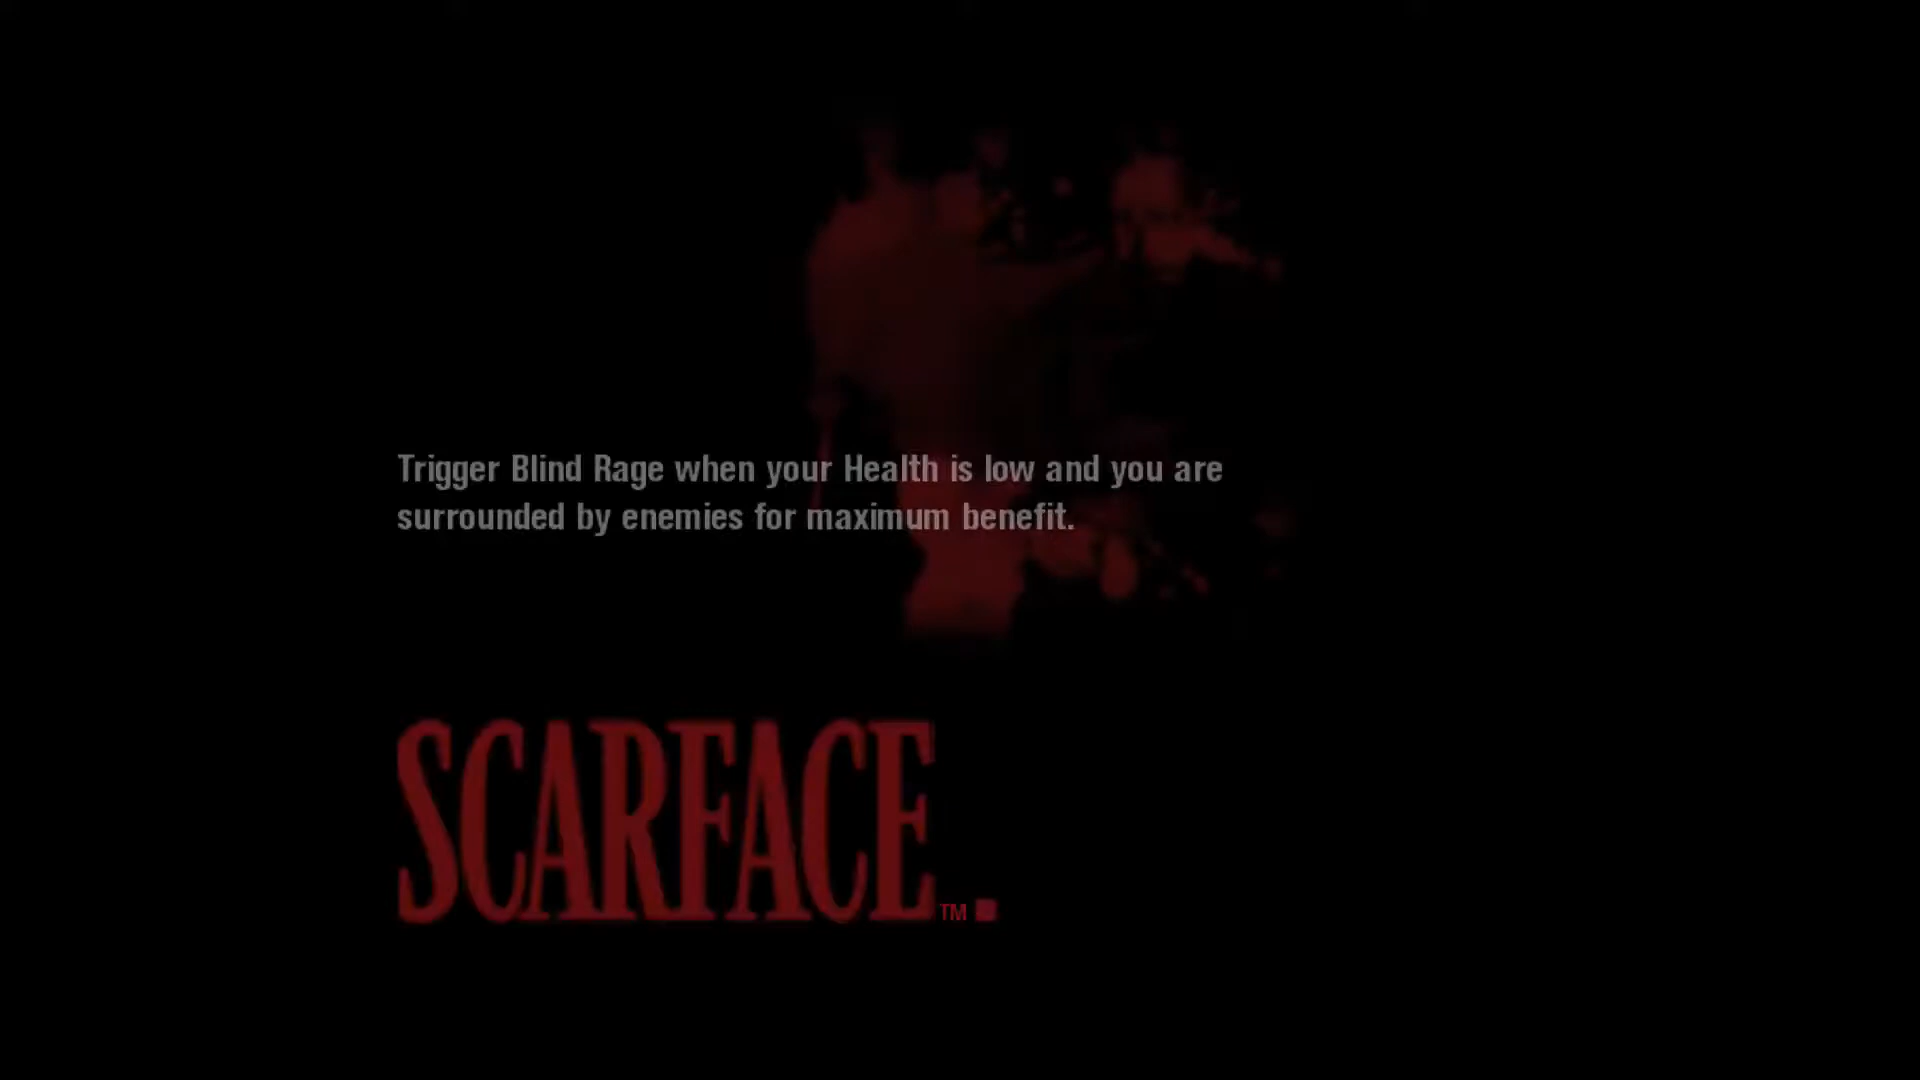 Trigger Blind Rage when your Health is low and you are
surrounded by enemies for maximum benefit.
SCARFACE™.